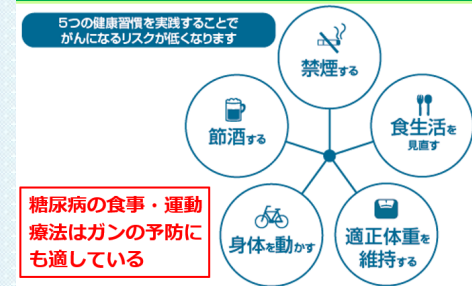 5つの健康習慣を実践することで
がんになるリスクが低くなります
禁煙する
節酒する
食生活を
見直す
身体を動かす
適正体重を
維持する
糖尿病の食事・運動
療法はガンの予防に
も適している